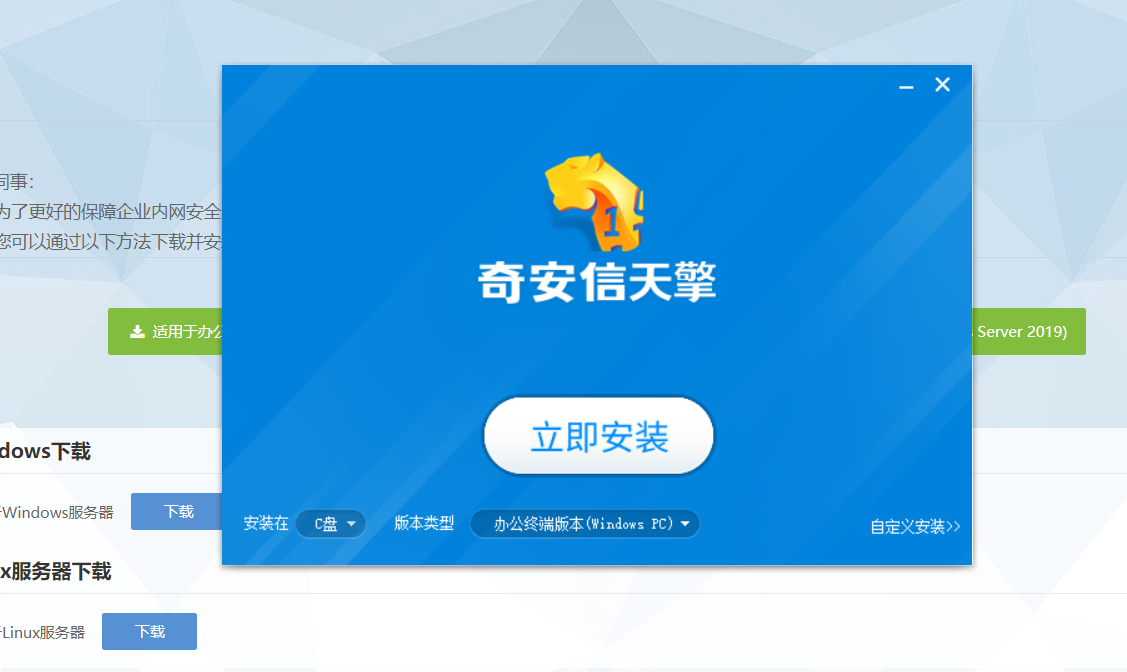 同事：
为了更好的保障企业内网安全
您可以通过以下方法下载并安
适用于办公
Server 2019)
奇安信天擎
立即安装
dows下载
Windows服务器
下载
安装在
C盘
版本类型
办公终端版本(Windows PC)
自定义安装>>
x服务器下载
Linux服务器
下载